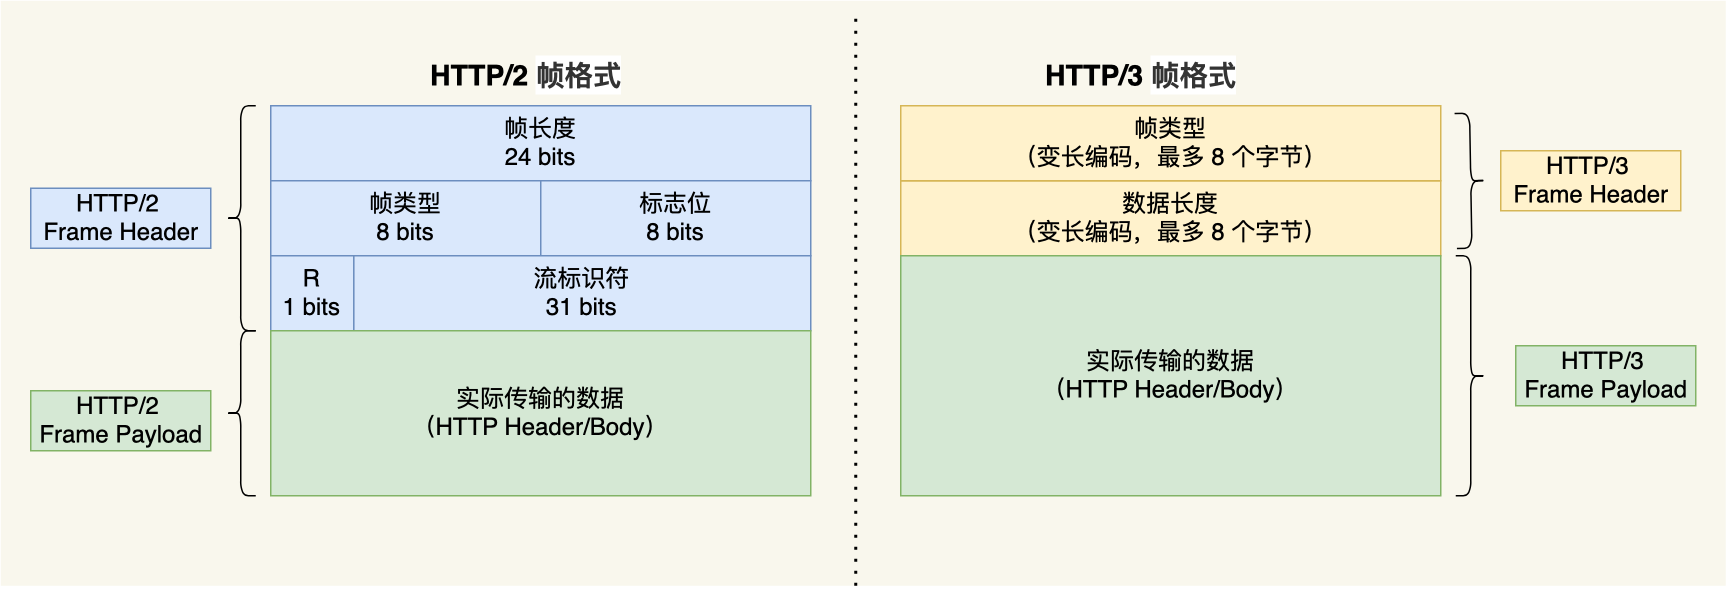 HTTP/2 帧格式
帧长度
24 bits
帧类型
8 bits
标志位
8 bits
R
1 bits
流标识符
31 bits
实际传输的数据
（HTTP Header/Body）
HTTP/2
Frame Header
HTTP/2
Frame Payload
HTTP/3 帧格式
帧类型
（变长编码，最多 8 个字节）
数据长度
（变长编码，最多 8 个字节）
实际传输的数据
（HTTP Header/Body）
HTTP/3
Frame Header
HTTP/3
Frame Payload